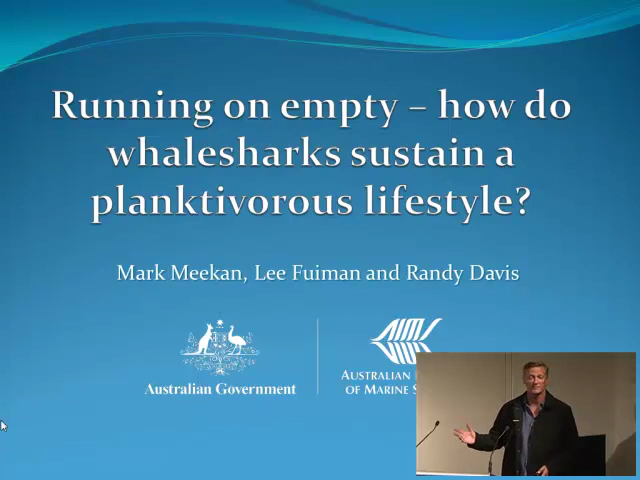 Running on empty – how do
whalesharks sustain a
planktivorous lifestyle?
Mark Meekan, Lee Fuiman and Randy Davis
Australian Government
AIMS
AUSTRALIAN
OF MARINE